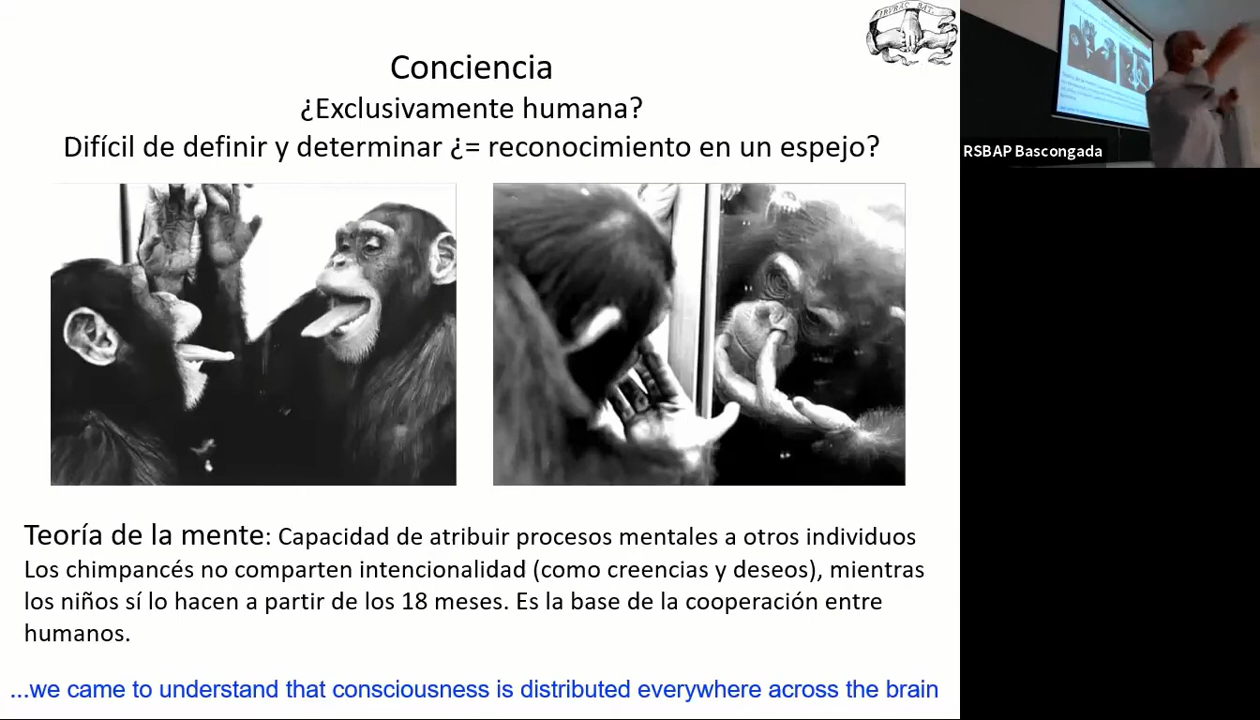 Conciencia
¿Exclusivamente humana?
Difícil de definir y determinar ¿= reconocimiento en un espejo?
RSBAP Bascongada
Teoría de la mente: Capacidad de atribuir procesos mentales a otros individuos
Los chimpancés no comparten intencionalidad (como creencias y deseos), mientras
los niños sí lo hacen a partir de los 18 meses. Es la base de la cooperación entre
humanos.
...we came to understand that consciousness is distributed everywhere across the brain